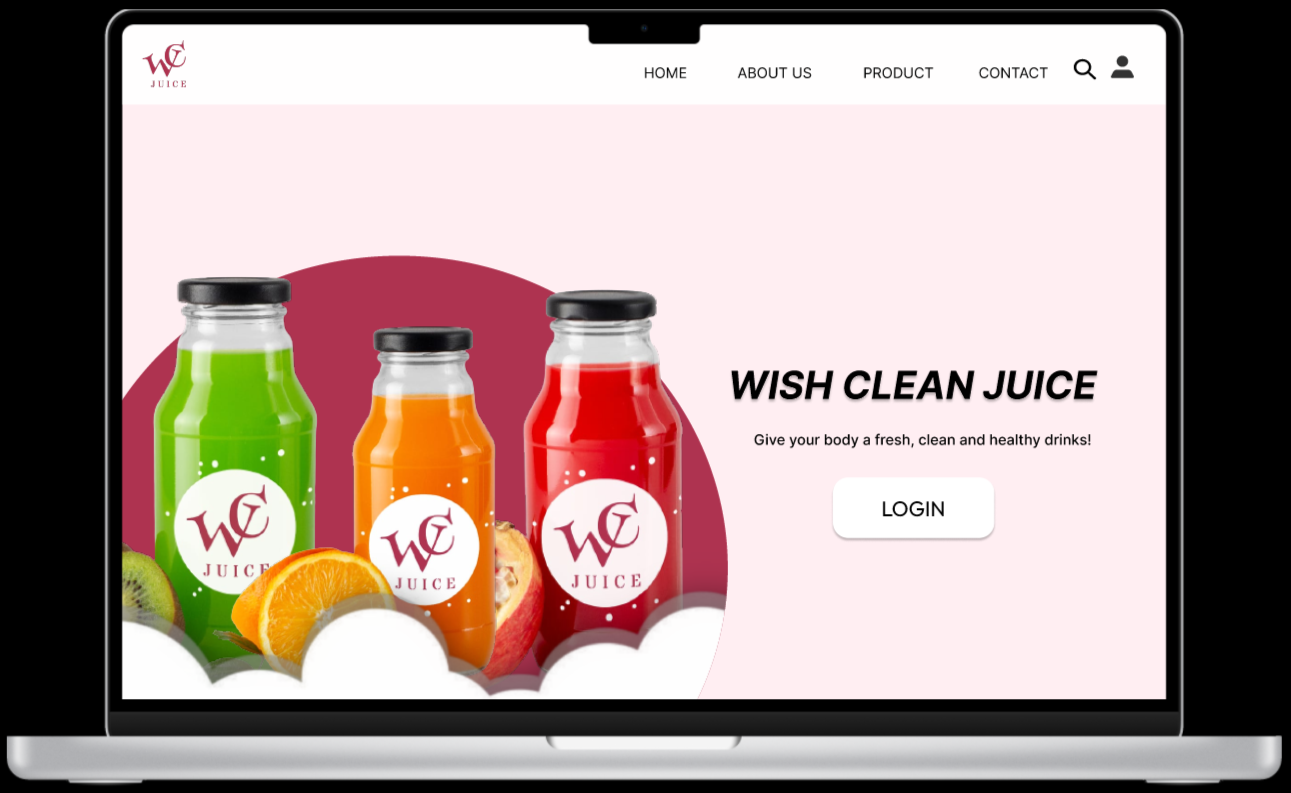 WC
JUICE
HOME ABOUT US PRODUCT CONTACT
WISH CLEAN JUICE
Give your body a fresh, clean and healthy drinks!
LOGIN
WC
JUICE
WC
JUICE
WC
JUICE